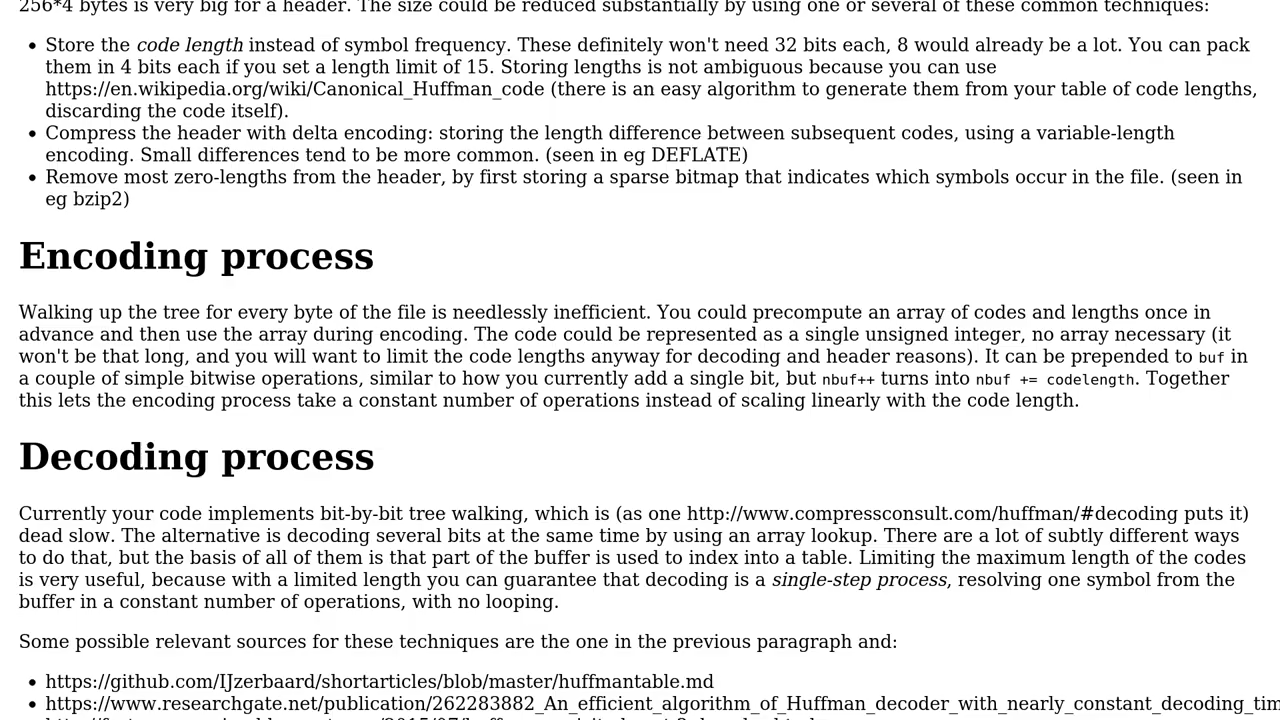 256*4 bytes is very big for a header. The size could be reduced substantially by using one or several of these common techniques:
• Store the code length instead of symbol frequency. These definitely won't need 32 bits each, 8 would already be a lot. You can pack
them in 4 bits each if you set a length limit of 15. Storing lengths is not ambiguous because you can use
https://en.wikipedia.org/wiki/Canonical_Huffman_code (there is an easy algorithm to generate them from your table of code lengths,
discarding the code itself).
• Compress the header with delta encoding: storing the length difference between subsequent codes, using a variable-length
encoding. Small differences tend to be more common. (seen in eg DEFLATE)
• Remove most zero-lengths from the header, by first storing a sparse bitmap that indicates which symbols occur in the file. (seen in
eg bzip2)
Encoding process
Walking up the tree for every byte of the file is needlessly inefficient. You could precompute an array of codes and lengths once in
advance and then use the array during encoding. The code could be represented as a single unsigned integer, no array necessary (it
won't be that long, and you will want to limit the code lengths anyway for decoding and header reasons). It can be prepended to buf in
a couple of simple bitwise operations, similar to how you currently add a single bit, but nbuf++ turns into nbuf += codelength. Together
this lets the encoding process take a constant number of operations instead of scaling linearly with the code length.
Decoding process
Currently your code implements bit-by-bit tree walking, which is (as one http://www.compressconsult.com/huffman/#decoding puts it)
dead slow. The alternative is decoding several bits at the same time by using an array lookup. There are a lot of subtly different ways
to do that, but the basis of all of them is that part of the buffer is used to index into a table. Limiting the maximum length of the codes
is very useful, because with a limited length you can guarantee that decoding is a single-step process, resolving one symbol from the
buffer in a constant number of operations, with no looping.
Some possible relevant sources for these techniques are the one in the previous paragraph and:
• https://github.com/IJzerbaard/shortarticles/blob/master/huffmantable.md
• https://www.researchgate.net/publication/262283882_An_efficient_algorithm_of_Huffman_decoder_with_nearly_constant_decoding_tim